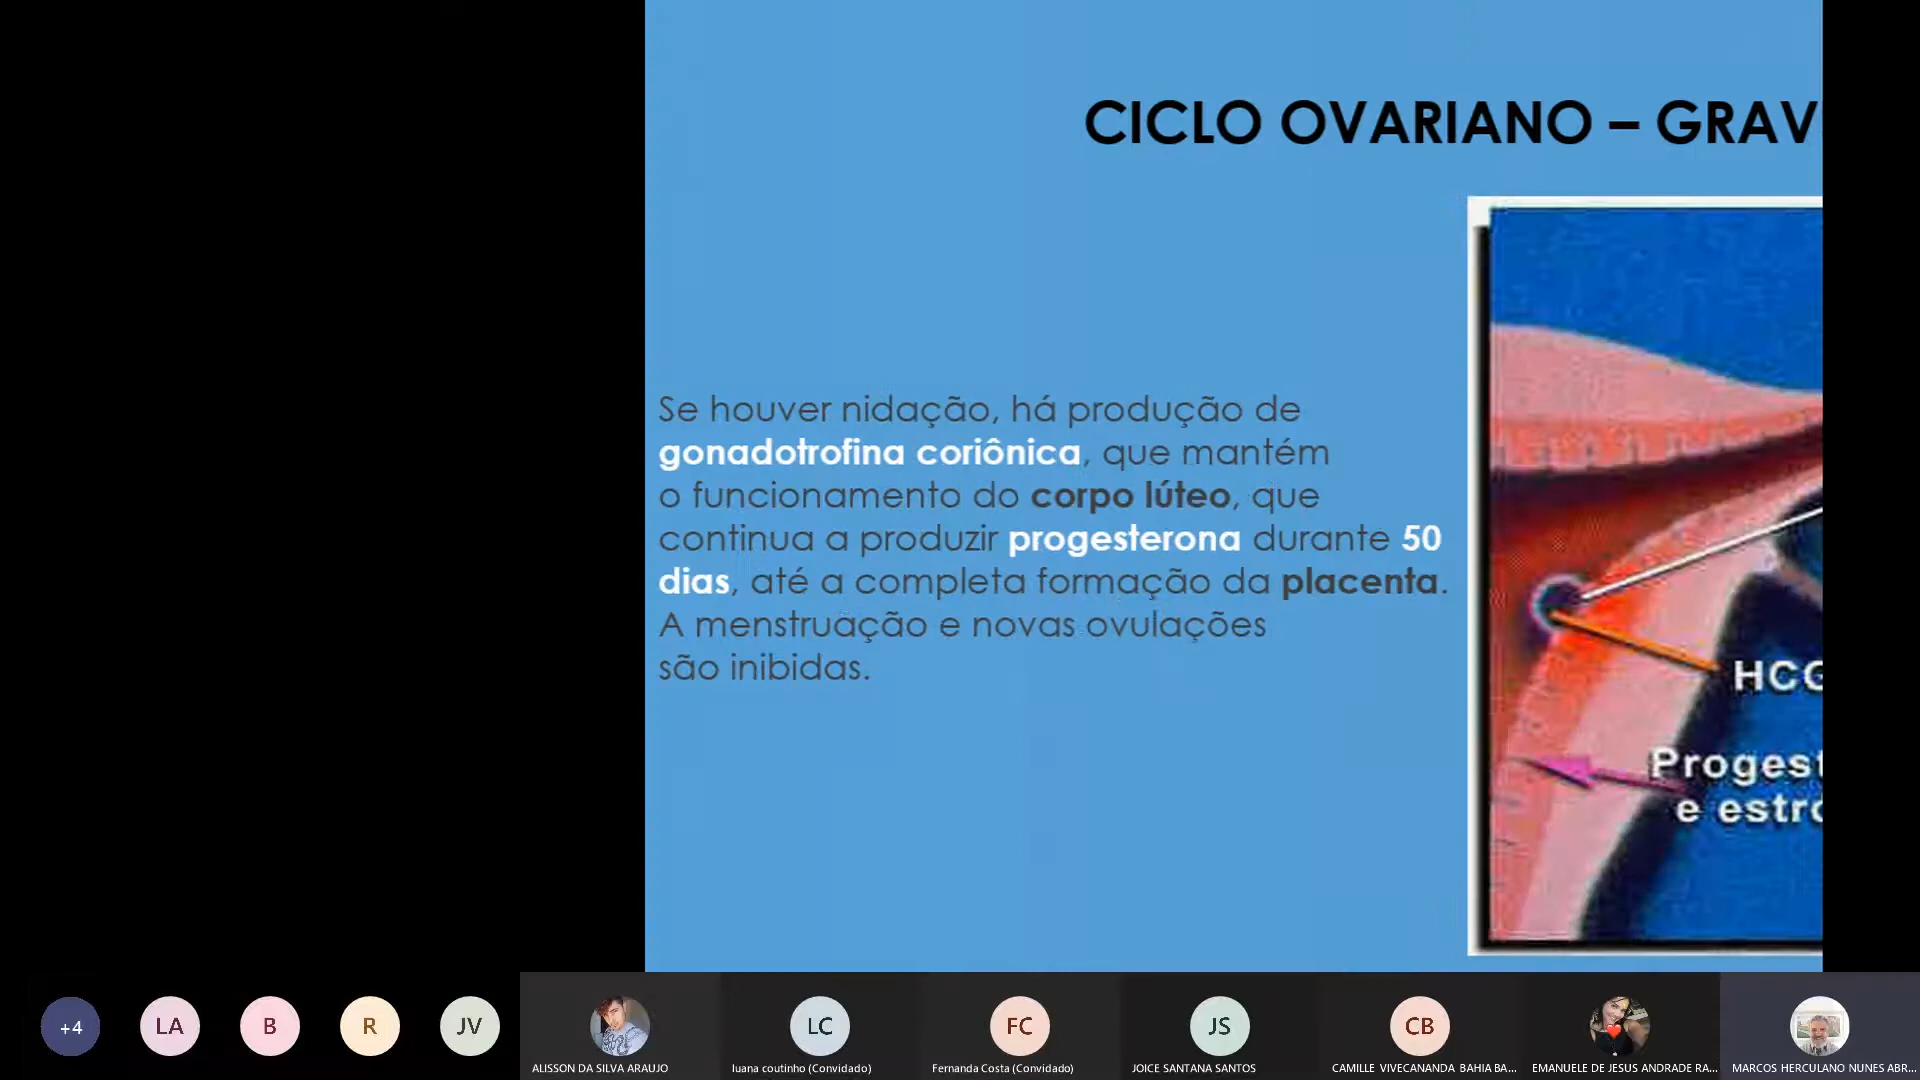 CICLO OVARIANO – GRAV
Se houver nidação, há produção de
gonadotrofina coriônica, que mantém
o funcionamento do corpo lúteo, que
continua a produzir progesterona durante 50
dias, até a completa formação da placenta.
A menstruação e novas ovulações
são inibidas.
HCG
Progest
e estro
+4
LA
B
R
JV
LC
FC
JS
CB
ALISSON DA SILVA ARAUJO
luana coutinho (Convidado)
Fernanda Costa (Convidado)
JOICE SANTANA SANTOS
CAMILLE VIVECANANDA BAHIA BA...
EMANUELE DE JESUS ANDRADE RA...
MARCOS HERCULANO NUNES ABR...